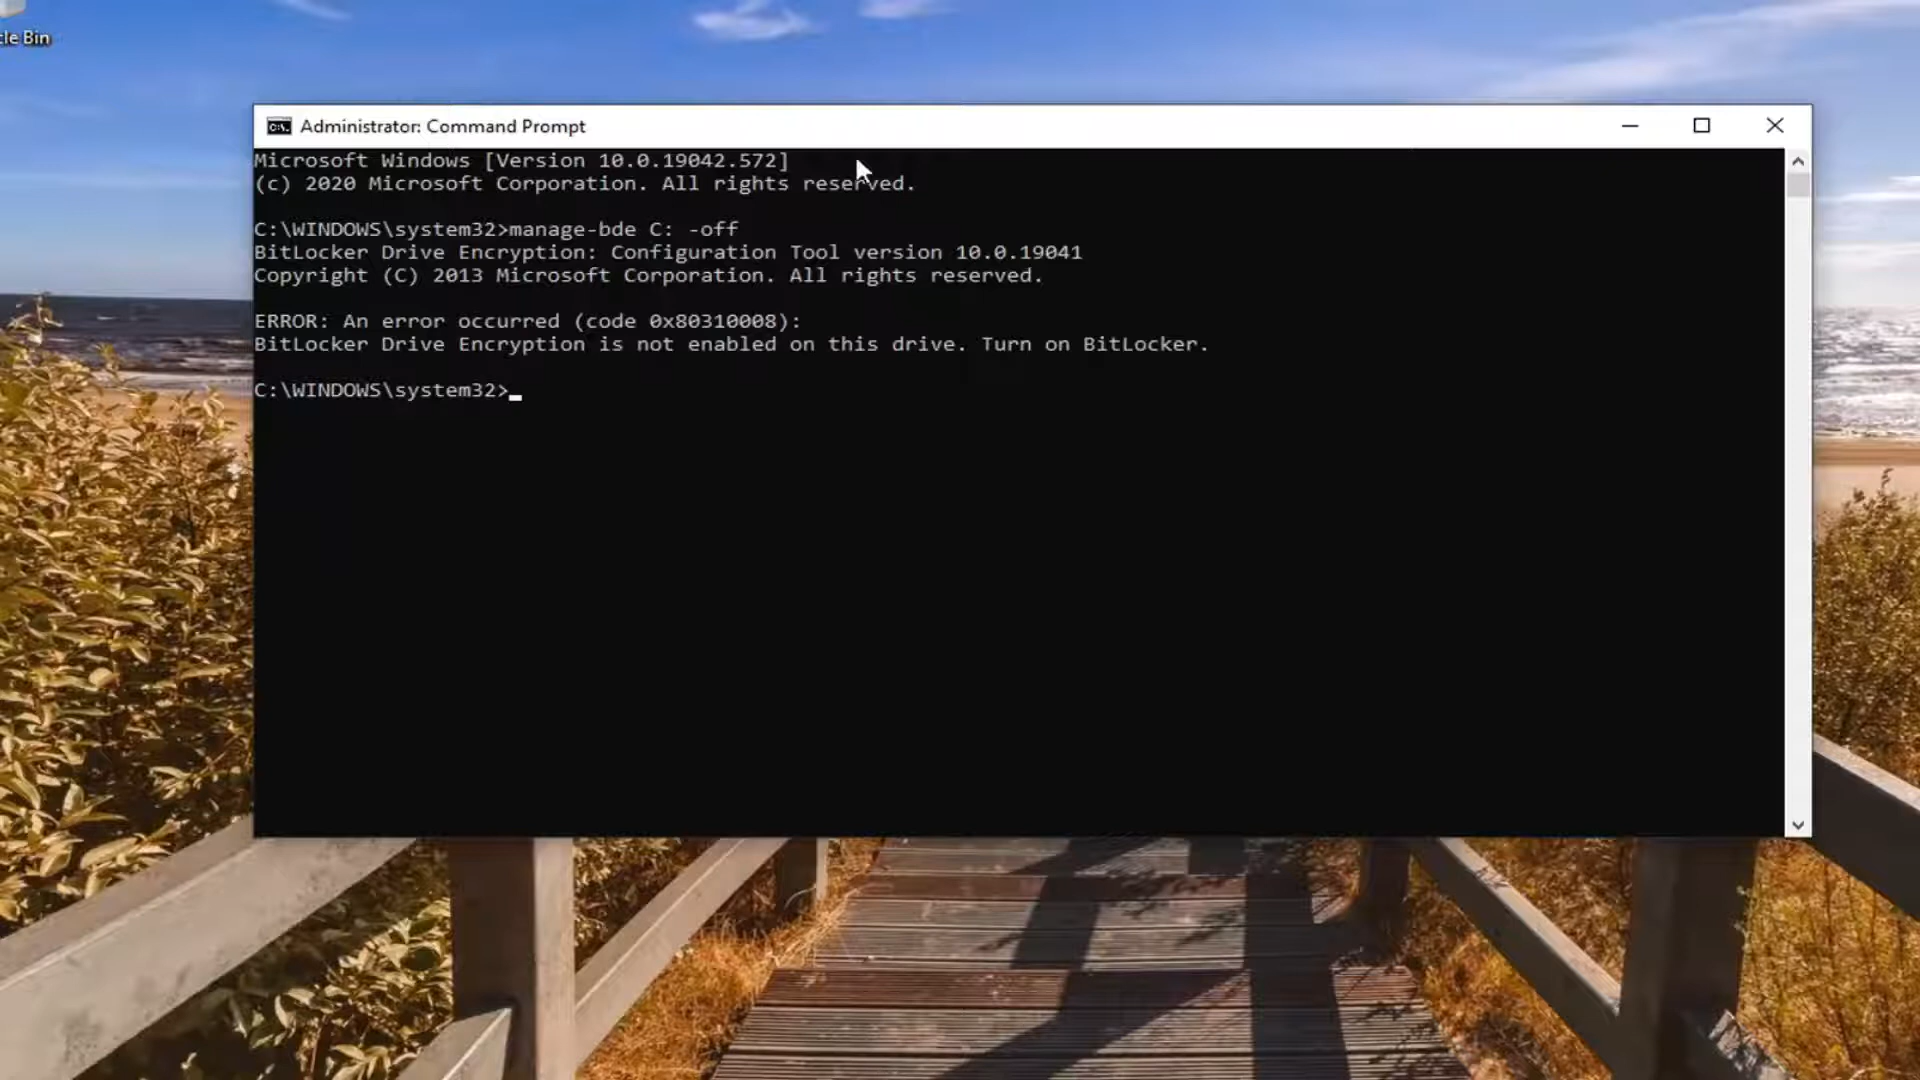 cle Bin
Administrator: Command Prompt
Microsoft Windows [Version 10.0.19042.572]
(c) 2020 Microsoft Corporation. All rights reserved.
C:\WINDOWS\system32>manage-bde C: -off
BitLocker Drive Encryption: Configuration Tool version 10.0.19041
Copyright (C) 2013 Microsoft Corporation. All rights reserved.
ERROR: An error occurred (code 0x80310008):
BitLocker Drive Encryption is not enabled on this drive. Turn on BitLocker.
C:\WINDOWS\system32>